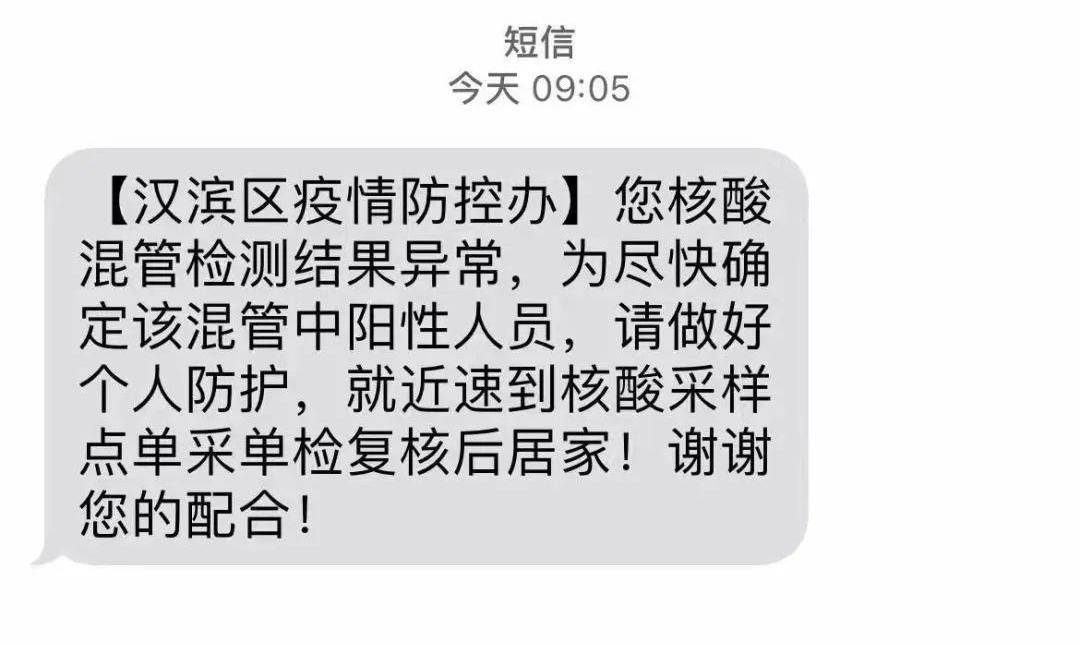 短信
今天 09:05
【汉滨区疫情防控办】您核酸
混管检测结果异常，为尽快确
定该混管中阳性人员，请做好
个人防护，就近速到核酸采样
点单采单检复核后居家！谢谢
您的配合！